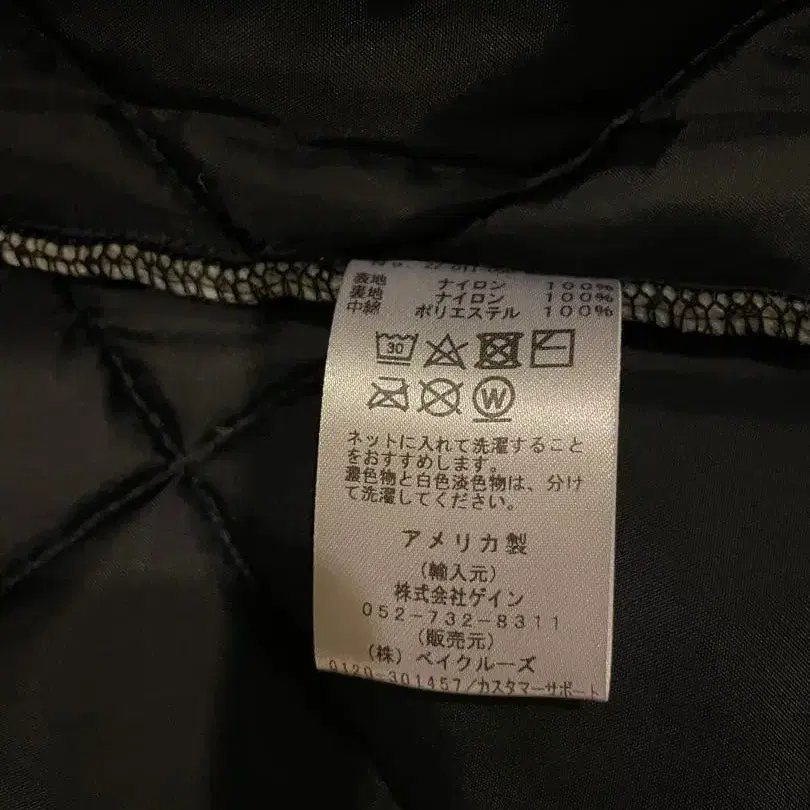 表地 ナイロン 100%
裏地 ナイロン 100%
中綿 ポリエステル 100%
30
W
ネットに入れて洗濯すること
をおすすめします。
濃色物と白色淡色物は、分け
て洗濯してください。
アメリカ製
(輸入元)
株式会社ゲイン
052-732-8311
(販売元)
(株) ベイクルーズ
0120-301457/カスタマーサポート